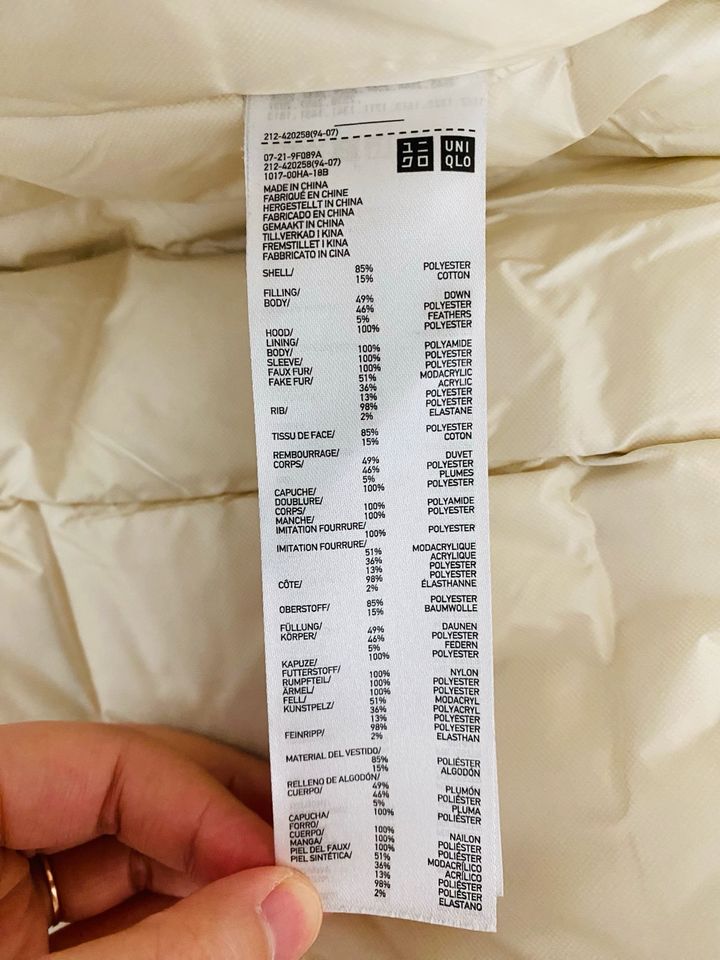 212-420258(94-07)
ユニ UNI
クロ QLO
07-21-9F089A
212-420258(94-07)
1017-00HA-18B
MADE IN CHINA
FABRIQUÉ EN CHINE
HERGESTELLT IN CHINA
FABRICADO EN CHINA
GEMAAKT IN CHINA
TILLVERKAD I KINA
FREMSTILLET I KINA
FABBRICATO IN CINA
SHELL/ 85% POLYESTER
15% COTTON
FILLING/
BODY/ 49% DOWN
46% POLYESTER
5% FEATHERS
HOOD/ 100% POLYESTER
LINING/
BODY/ 100% POLYAMIDE
SLEEVE/ 100% POLYESTER
FAUX FUR/ 100% POLYESTER
FAKE FUR/ 51% MODACRYLIC
36% ACRYLIC
13% POLYESTER
RIB/ 98% POLYESTER
2% ELASTANE
TISSU DE FACE/ 85% POLYESTER
15% COTON
REMBOURRAGE/
CORPS/ 49% DUVET
46% POLYESTER
5% PLUMES
CAPUCHE/ 100% POLYESTER
DOUBLURE/
CORPS/ 100% POLYAMIDE
MANCHE/ 100% POLYESTER
IMITATION FOURRURE/
100% POLYESTER
IMITATION FOURRURE/
51% MODACRYLIQUE
36% ACRYLIQUE
13% POLYESTER
CÔTE/ 98% POLYESTER
2% ÉLASTHANNE
OBERSTOFF/ 85% POLYESTER
15% BAUMWOLLE
FÜLLUNG/
KÖRPER/ 49% DAUNEN
46% POLYESTER
5% FEDERN
KAPUZE/ 100% POLYESTER
FUTTERSTOFF/
RUMPFTEIL/ 100% NYLON
ÄRMEL/ 100% POLYESTER
FELL/ 100% POLYESTER
KUNSTPELZ/ 51% MODACRYL
36% POLYACRYL
13% POLYESTER
FEINRIPP/ 98% POLYESTER
2% ELASTHAN
MATERIAL DEL VESTIDO/
85% POLIÉSTER
15% ALGODÓN
RELLENO DE ALGODÓN/
CUERPO/ 49% PLUMÓN
46% POLIÉSTER
5% PLUMA
CAPUCHA/ 100% POLIÉSTER
FORRO/
CUERPO/ 100% NAILON
MANGA/ 100% POLIÉSTER
PIEL DEL FAUX/ 100% POLIÉSTER
PIEL SINTÉTICA/ 51% MODACRÍLICO
36% ACRÍLICO
13% POLIÉSTER
98% POLIÉSTER
2% ELASTANO